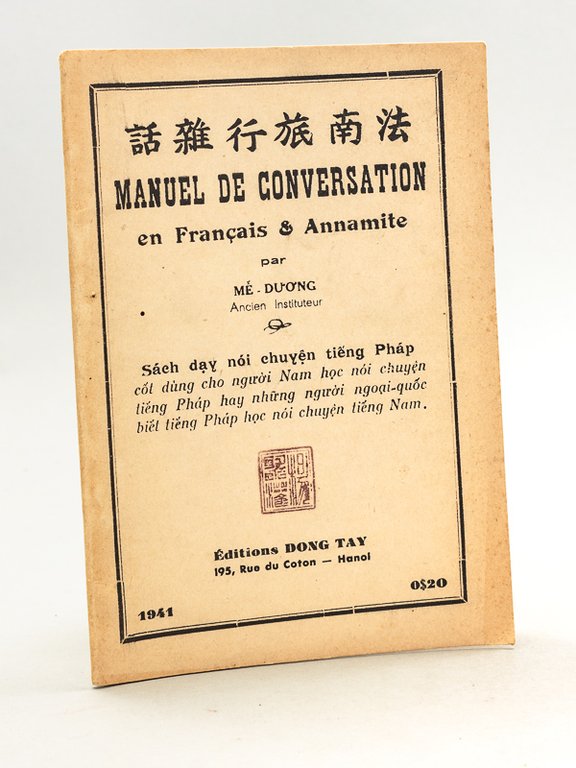 法南旅行雜話
MANUEL DE CONVERSATION
en Français & Annamite
par
MẾ - DƯƠNG
Ancien Instituteur
Sách dạy nói chuyện tiếng Pháp
cốt dùng cho người Nam học nói chuyện
tiếng Pháp hay những người ngoại-quốc
biết tiếng Pháp học nói chuyện tiếng Nam.
Éditions DONG TAY
195, Rue du Coton — Hanoi
1941
0$20